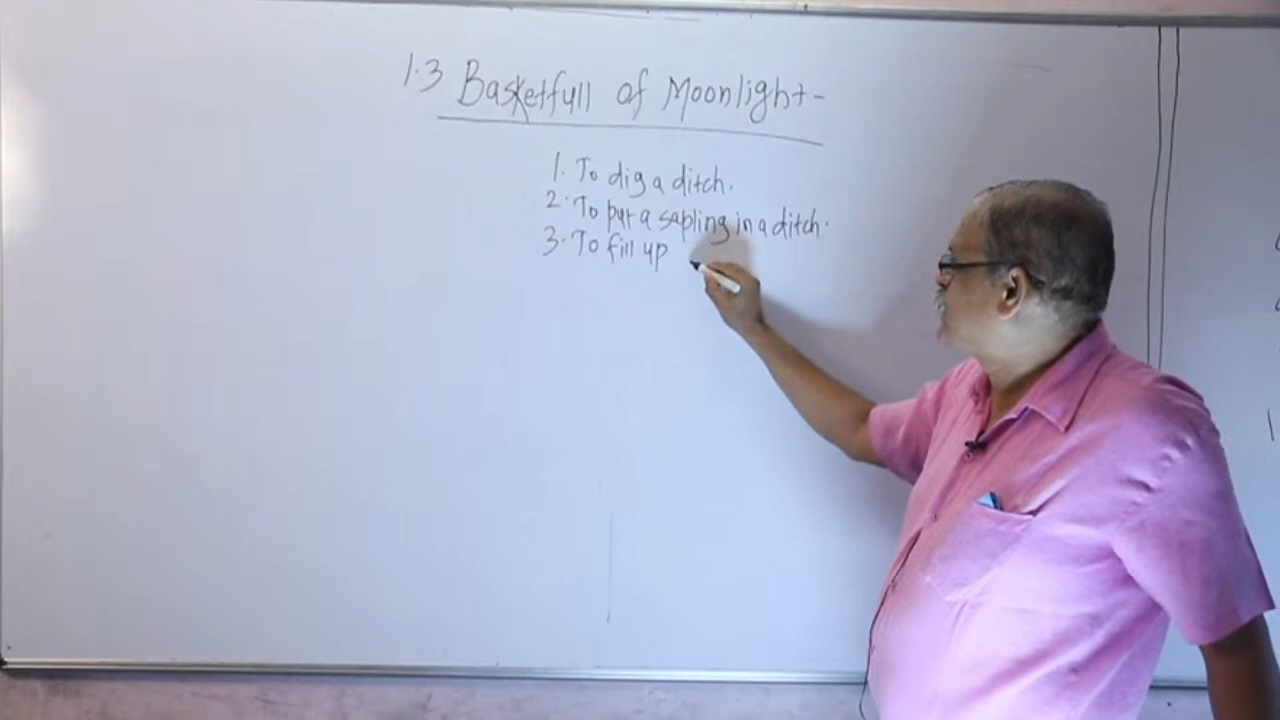 1.3 Basketfull of Moonlight-
1. To dig a ditch.
2. To put a sapling in a ditch.
3. To fill up